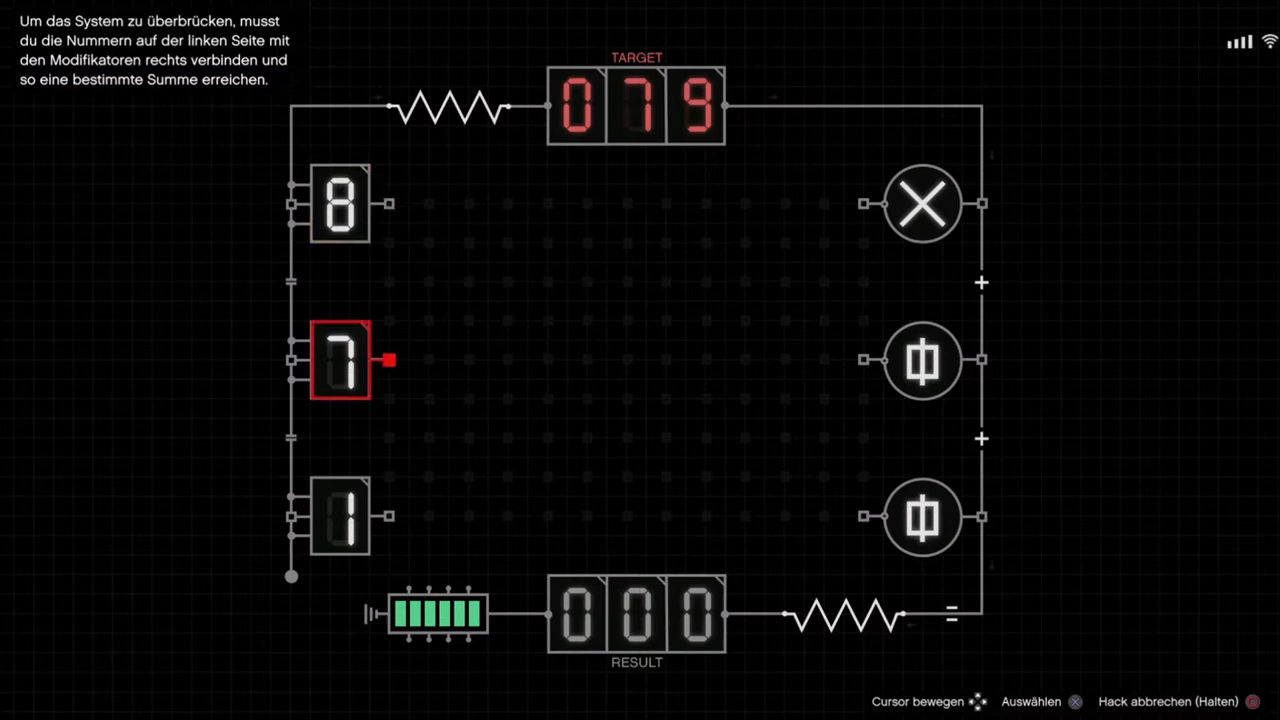 Um das System zu überbrücken, musst
du die Nummern auf der linken Seite mit
den Modifikatoren rechts verbinden und
so eine bestimmte Summe erreichen.
TARGET
079
8
7
1
+
+
=
000
RESULT
Cursor bewegen
Auswählen
Hack abbrechen (Halten)